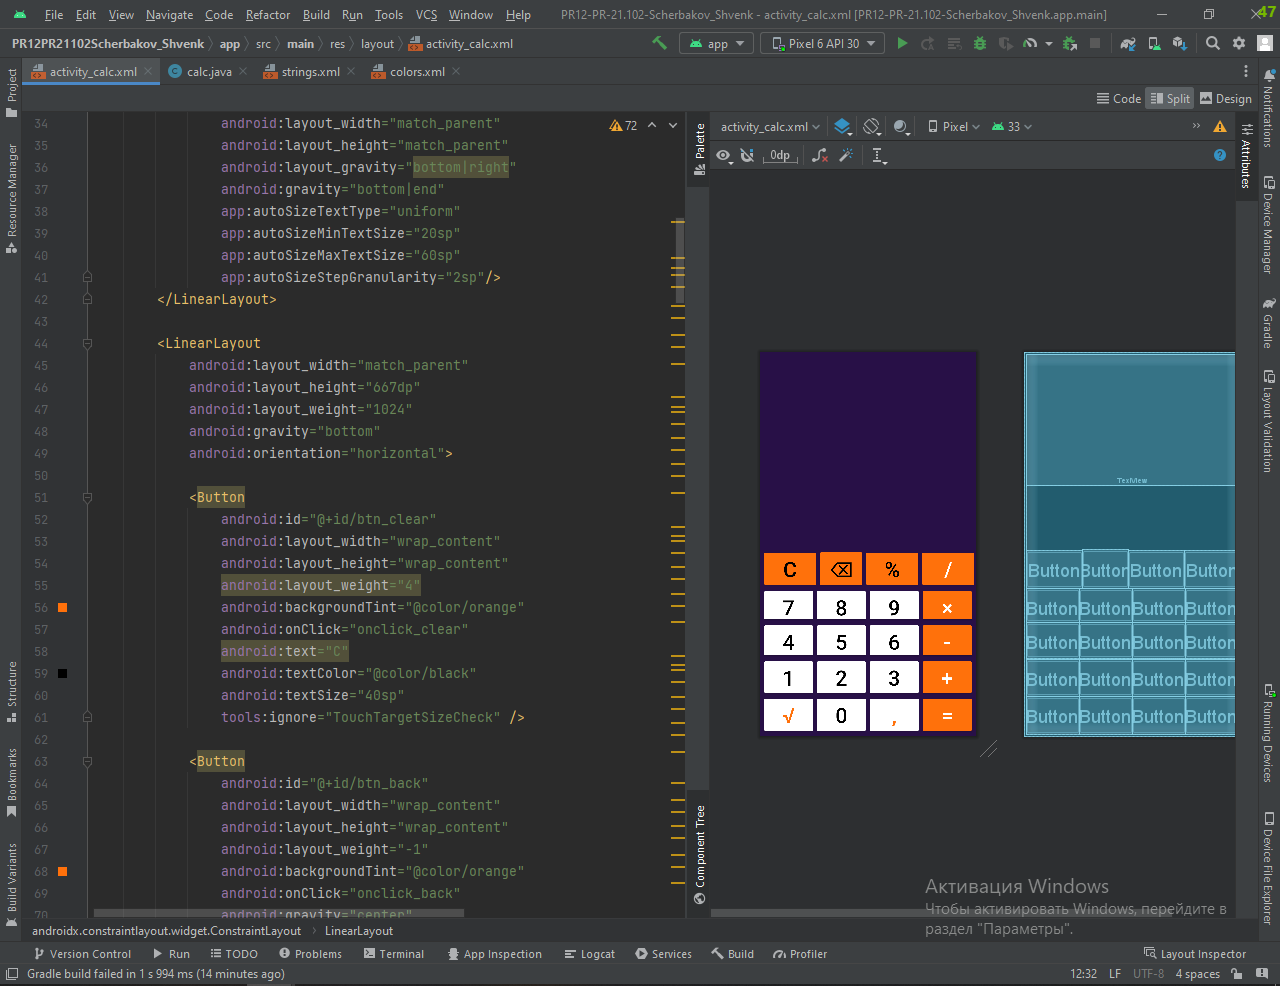 File Edit View Navigate Code Refactor Build Run Tools VCS Window Help PR12-PR-21.102-Scherbakov_Shvenk - activity_calc.xml [PR12-PR-21.102-Scherbakov_Shvenk.app.main] 47
PR12PR21102Scherbakov_Shvenk app src main res layout activity_calc.xml app Pixel 6 API 30
activity_calc.xml calc.java strings.xml colors.xml
Code Split Design
activity_calc.xml Pixel 33
0dp
72
34 android:layout_width="match_parent"
35 android:layout_height="match_parent"
36 android:layout_gravity="bottom|right"
37 android:gravity="bottom|end"
38 app:autoSizeTextType="uniform"
39 app:autoSizeMinTextSize="20sp"
40 app:autoSizeMaxTextSize="60sp"
41 app:autoSizeStepGranularity="2sp"/>
42 </LinearLayout>
43
44 <LinearLayout
45 android:layout_width="match_parent"
46 android:layout_height="667dp"
47 android:layout_weight="1024"
48 android:gravity="bottom"
49 android:orientation="horizontal">
50
51 <Button
52 android:id="@+id/btn_clear"
53 android:layout_width="wrap_content"
54 android:layout_height="wrap_content"
55 android:layout_weight="4"
56 android:backgroundTint="@color/orange"
57 android:onClick="onclick_clear"
58 android:text="C"
59 android:textColor="@color/black"
60 android:textSize="40sp"
61 tools:ignore="TouchTargetSizeCheck" />
62
63 <Button
64 android:id="@+id/btn_back"
65 android:layout_width="wrap_content"
66 android:layout_height="wrap_content"
67 android:layout_weight="-1"
68 android:backgroundTint="@color/orange"
69 android:onClick="onclick_back"
70 android:gravity="center"
Project
Resource Manager
Structure
Bookmarks
Build Variants
Palette
Component Tree
C ⌫ % /
7 8 9 ×
4 5 6 -
1 2 3 +
√ 0 , =
TextView
Button Button Button Button
Button Button Button Button
Button Button Button Button
Button Button Button Button
Button Button Button Button
Attributes
Notifications
Device Manager
Gradle
Layout Validation
Running Devices
Device File Explorer
Активация Windows
Чтобы активировать Windows, перейдите в
раздел "Параметры".
androidx.constraintlayout.widget.ConstraintLayout LinearLayout
Version Control Run TODO Problems Terminal App Inspection Logcat Services Build Profiler Layout Inspector
Gradle build failed in 1 s 994 ms (14 minutes ago) 12:32 LF UTF-8 4 spaces